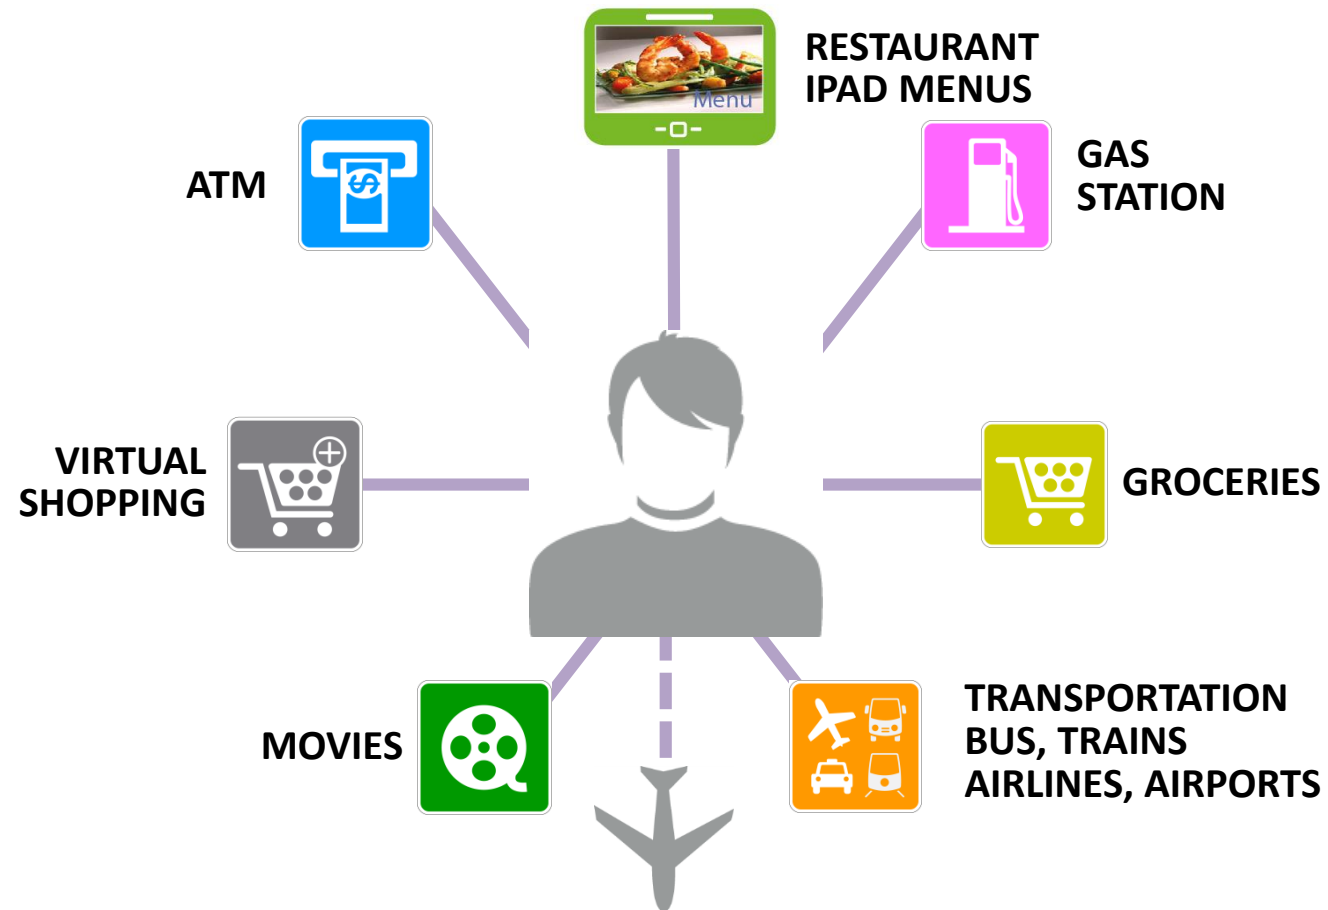 RESTAURANT
IPAD MENUS
Menu
GAS
STATION
ATM
$
VIRTUAL
SHOPPING
GROCERIES
MOVIES
TRANSPORTATION
BUS, TRAINS
AIRLINES, AIRPORTS